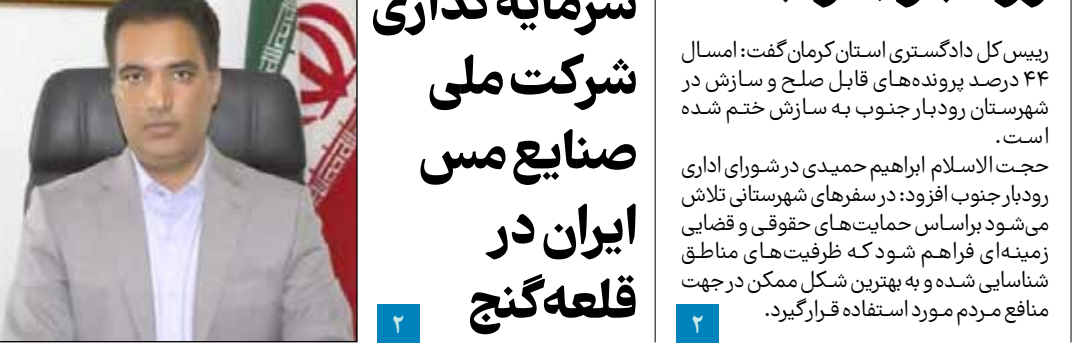 رییس کل دادگستری استان کرمان گفت: امسال
۴۴ درصد پرونده‌های قابل صلح و سازش در
شهرستان رودبار جنوب به سازش ختم شده
است.
حجت الاسلام ابراهیم حمیدی در شورای اداری
رودبار جنوب افزود: در سفرهای شهرستانی تلاش
می‌شود براساس حمایت‌های حقوقی و قضایی
زمینه‌ای فراهم شود که ظرفیت‌های مناطق
شناسایی شده و به بهترین شکل ممکن در جهت
منافع مردم مورد استفاده قرار گیرد.
۲
سرمایه گذاری
شرکت ملی
صنایع مس
ایران در
قلعه‌گنج
۲